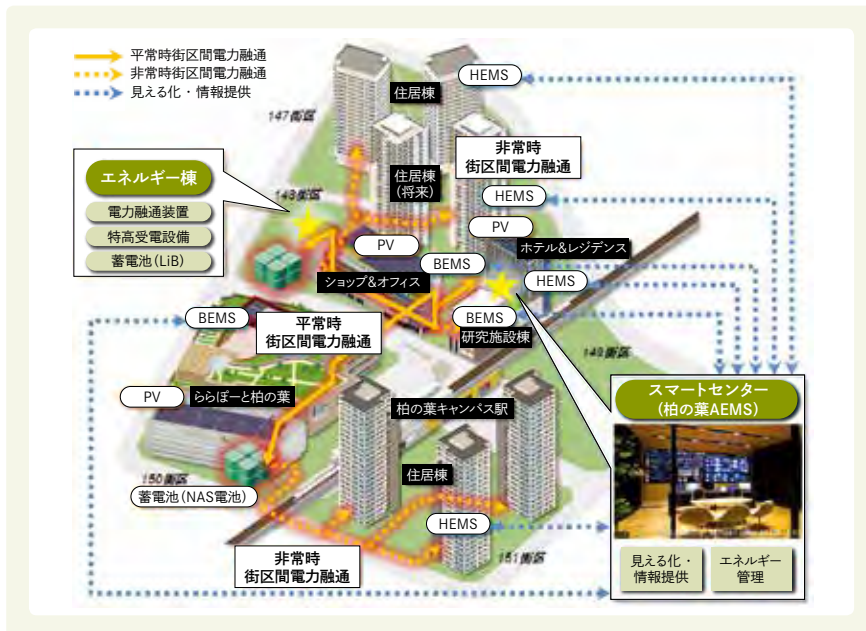 平常時街区間電力融通
非常時街区間電力融通
見える化・情報提供
HEMS
住居棟
147街区
非常時
街区間電力融通
エネルギー棟
電力融通装置
特高受電設備
蓄電池(LiB)
148街区
住居棟
(将来)
HEMS
PV
PV
ホテル&レジデンス
BEMS
ショップ&オフィス
HEMS
BEMS
平常時
街区間電力融通
BEMS
研究施設棟
149街区
PV
ららぽーと柏の葉
柏の葉キャンパス駅
スマートセンター
(柏の葉AEMS)
住居棟
150街区
蓄電池(NAS電池)
HEMS
非常時
街区間電力融通
151街区
見える化・
情報提供
エネルギー
管理